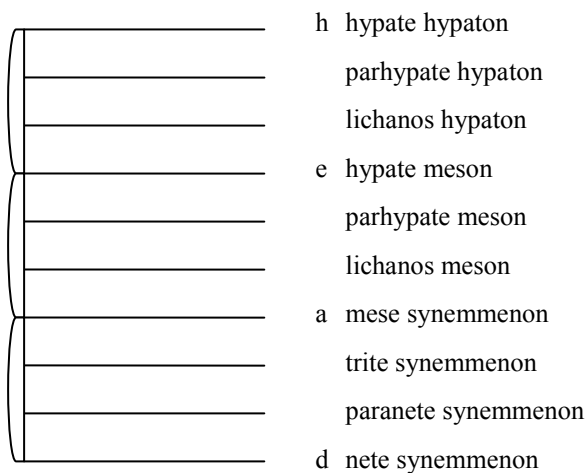 h hypate hypaton
parhypate hypaton
lichanos hypaton
e hypate meson
parhypate meson
lichanos meson
a mese synemmenon
trite synemmenon
paranete synemmenon
d nete synemmenon